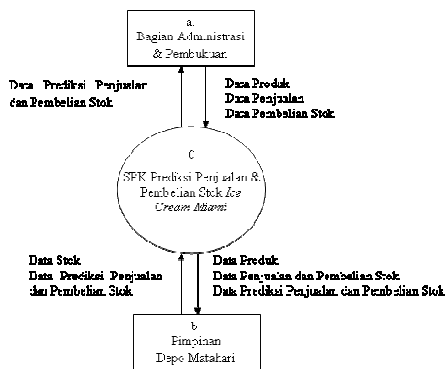 a.
Bagian Administrasi
& Pembukuan
Data Prediksi Penjualan
dan Pembelian Stok
Data Produk
Data Penjualan
Data Pembelian Stok
0
SPK Prediksi Penjualan &
Pembelian Stok Ice
Cream Miami
Data Stok
Data Prediksi Penjualan
dan Pembelian Stok
Data Produk
Data Penjualan dan Pembelian Stok
Data Prediksi Penjualan dan Pembelian Stok
b
Pimpinan
Depo Matahari